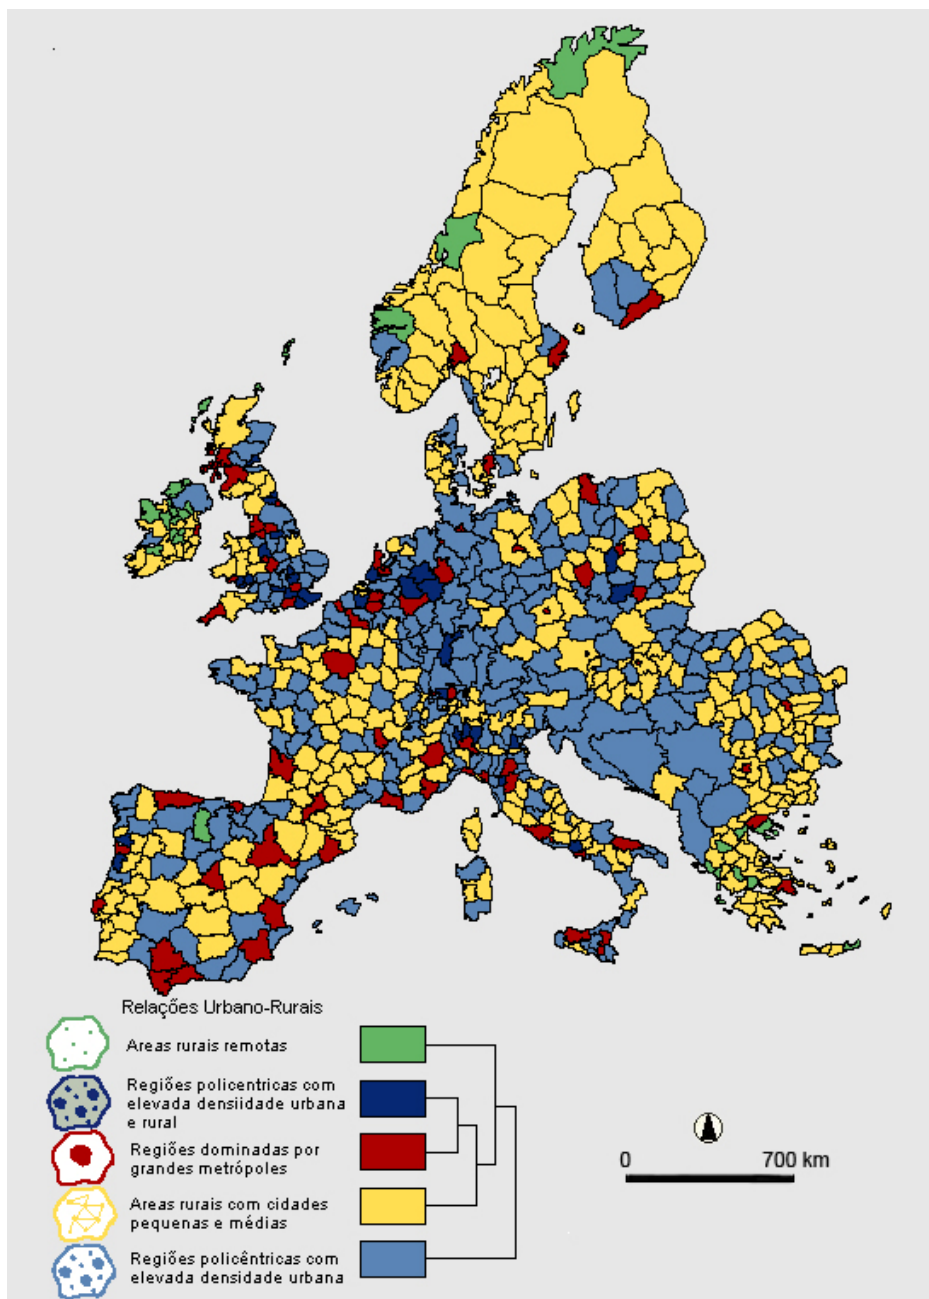 Relações Urbano-Rurais
Areas rurais remotas
Regiões policentricas com
elevada densiidade urbana
e rural
Regiões dominadas por
grandes metrópoles
Areas rurais com cidades
pequenas e médias
Regiões policêntricas com
elevada densidade urbana
0 700 km